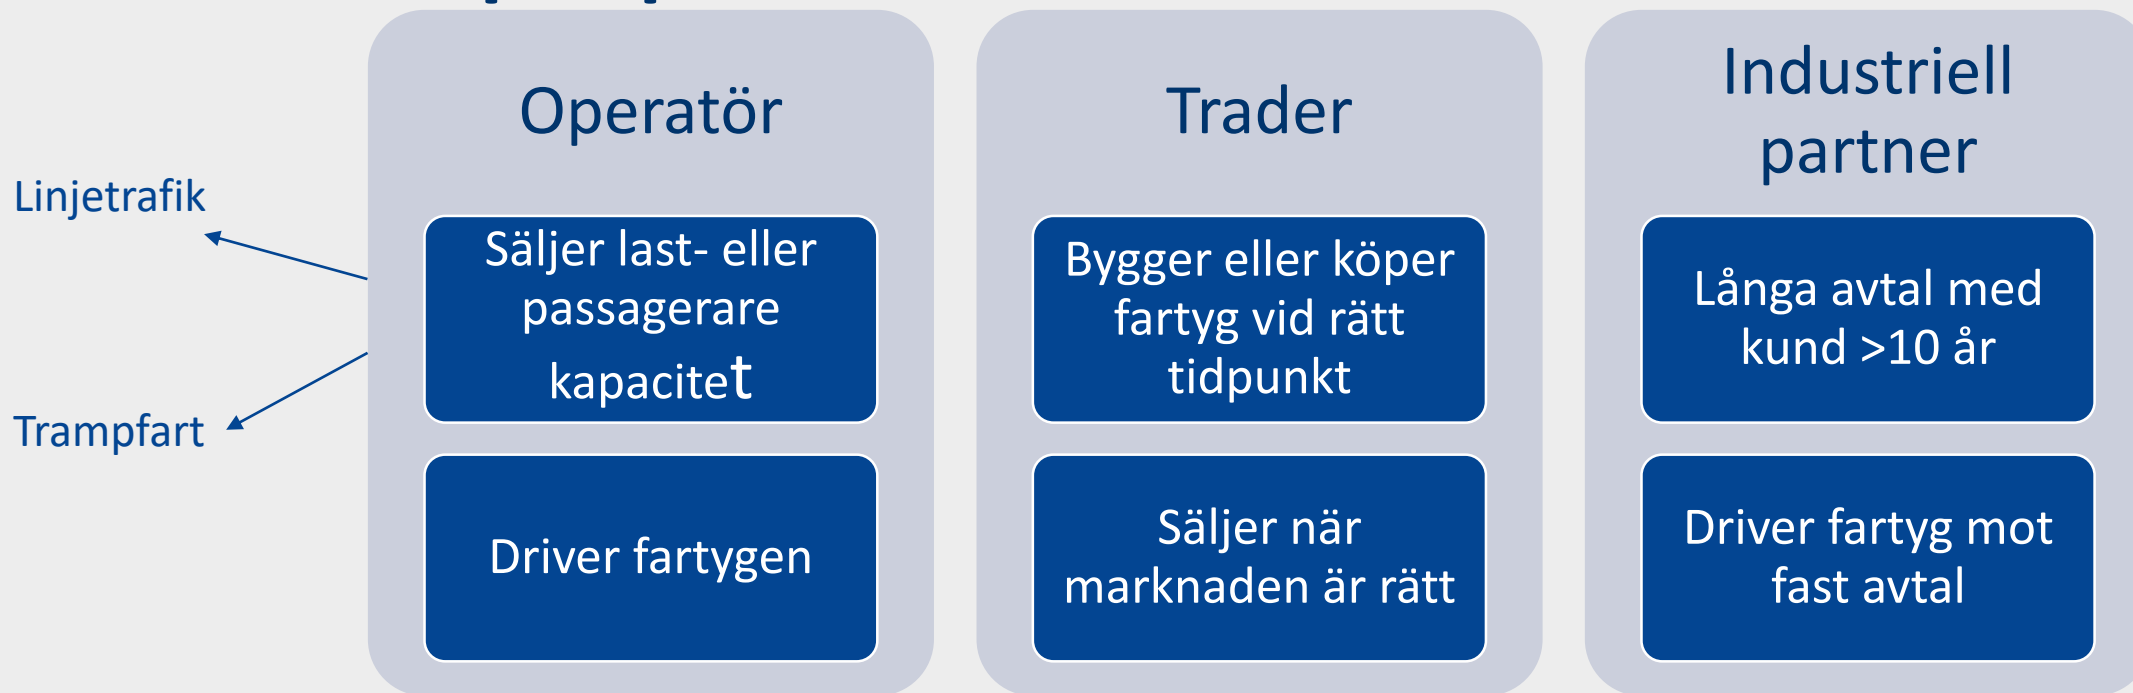 Linjetrafik
Trampfart
Operatör
Säljer last- eller
passagerare
kapacitet
Driver fartygen
Trader
Bygger eller köper
fartyg vid rätt
tidpunkt
Säljer när
marknaden är rätt
Industriell
partner
Långa avtal med
kund >10 år
Driver fartyg mot
fast avtal